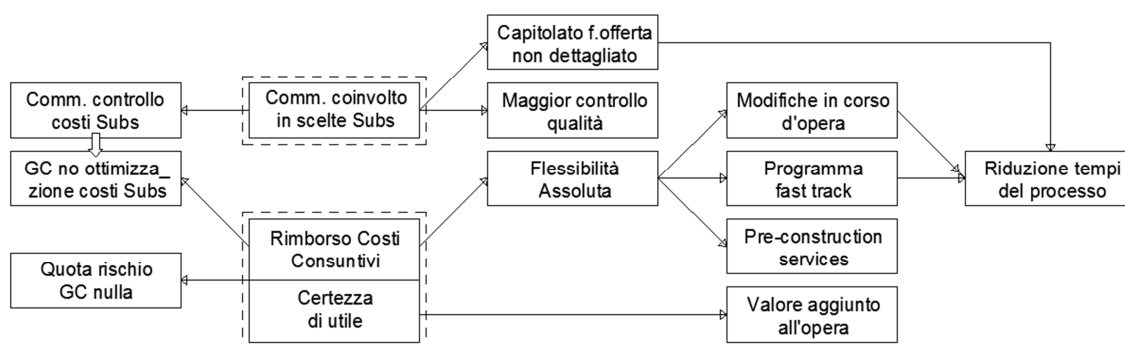 Capitolato f.offerta
non dettagliato
Comm. controllo
costi Subs
Comm. coinvolto
in scelte Subs
Maggior controllo
qualità
Modifiche in corso
d'opera
GC no ottimizza_
zione costi Subs
Flessibilità
Assoluta
Programma
fast track
Riduzione tempi
del processo
Rimborso Costi
Consuntivi
Pre-construction
services
Quota rischio
GC nulla
Certezza
di utile
Valore aggiunto
all'opera